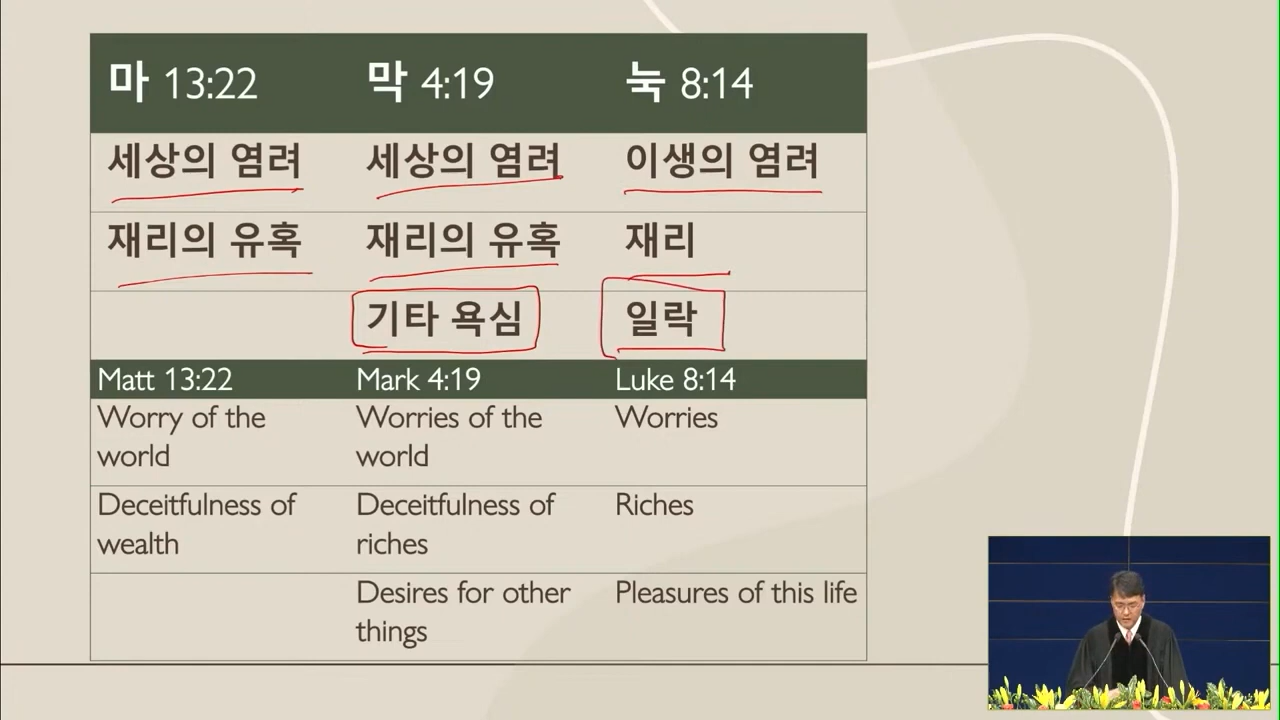 마 13:22 막 4:19 눅 8:14
세상의 염려 세상의 염려 이생의 염려
재리의 유혹 재리의 유혹 재리
기타 욕심 일락
Matt 13:22 Mark 4:19 Luke 8:14
Worry of the Worries of the Worries
world world
Deceitfulness of Deceitfulness of Riches
wealth riches
Desires for other Pleasures of this life
things